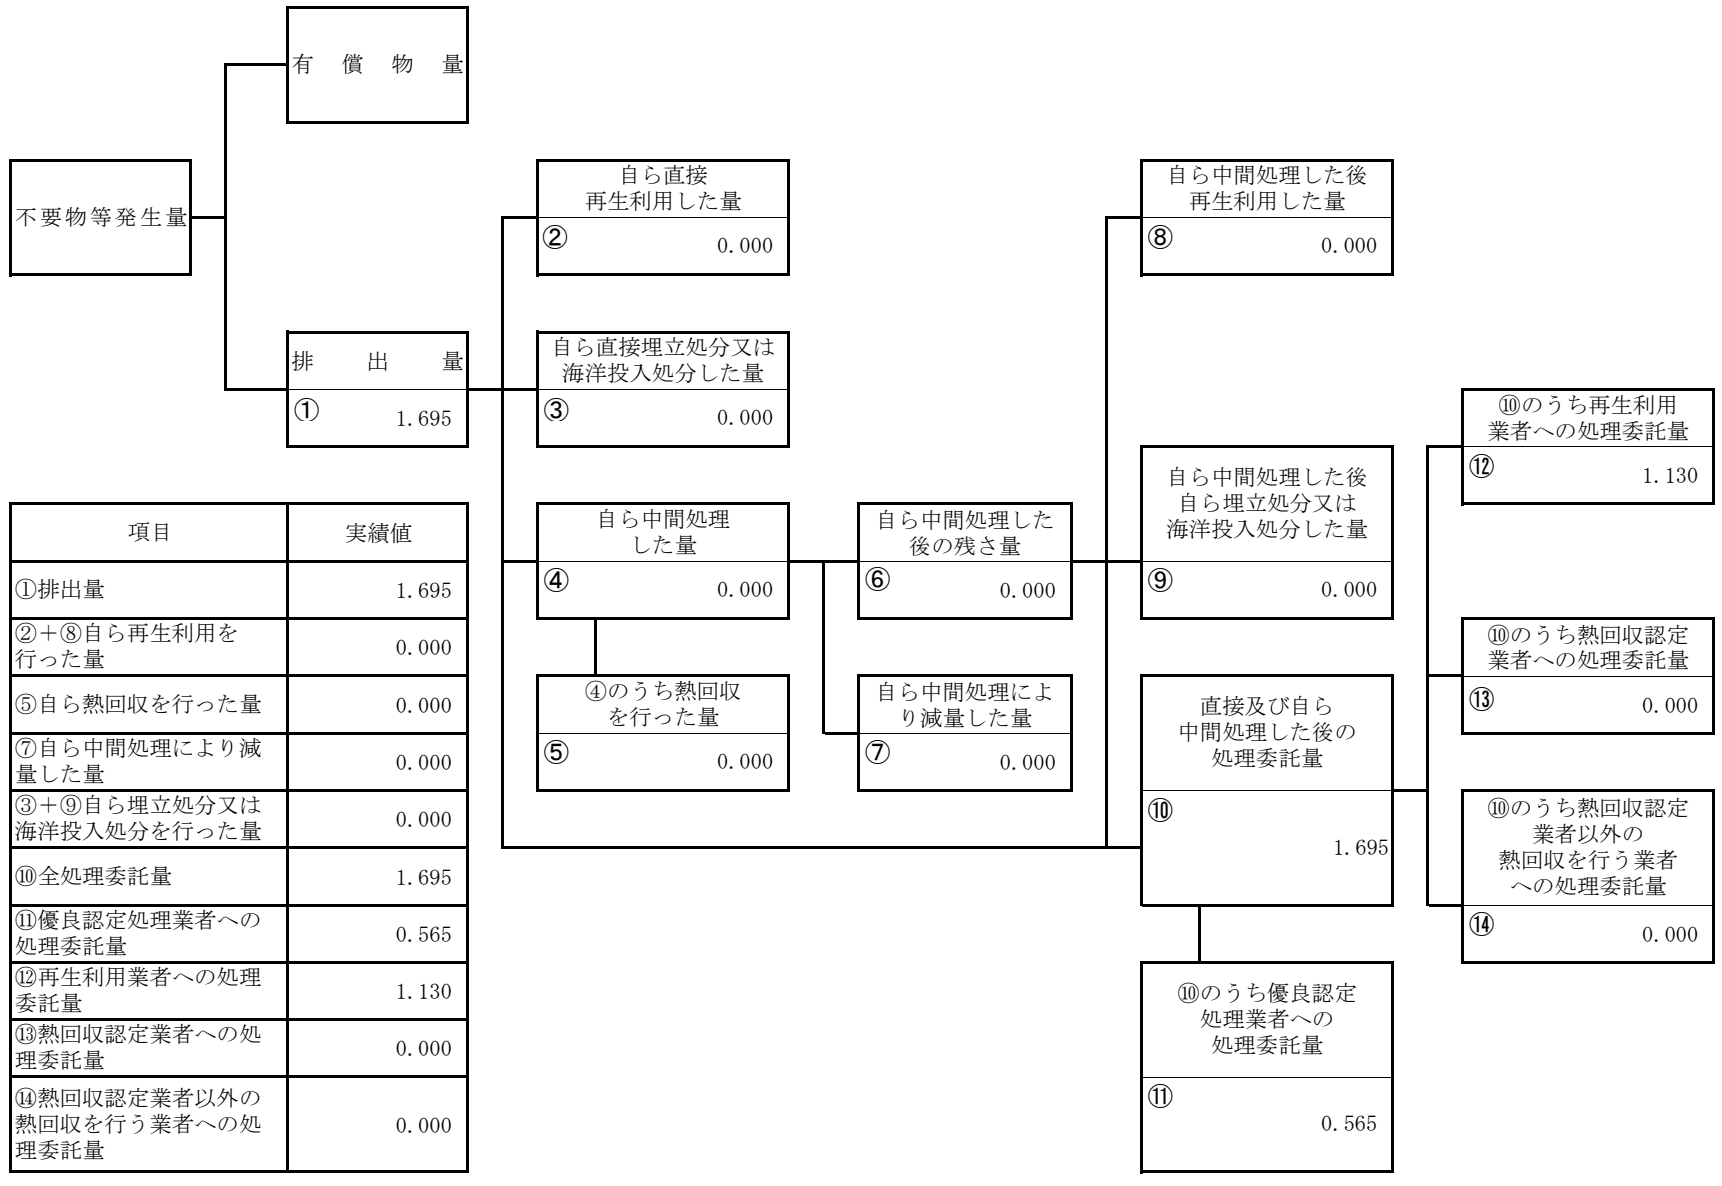 有償物量
不要物等発生量
排出量
① 1.695
自ら直接
再生利用した量
② 0.000
自ら直接埋立処分又は
海洋投入処分した量
③ 0.000
自ら中間処理
した量
④ 0.000
④のうち熱回収
を行った量
⑤ 0.000
自ら中間処理した
後の残さ量
⑥ 0.000
自ら中間処理によ
り減量した量
⑦ 0.000
自ら中間処理した後
再生利用した量
⑧ 0.000
自ら中間処理した後
自ら埋立処分又は
海洋投入処分した量
⑨ 0.000
直接及び自ら
中間処理した後の
処理委託量
⑩
1.695
⑩のうち優良認定
処理業者への
処理委託量
⑪
0.565
⑩のうち再生利用
業者への処理委託量
⑫ 1.130
⑩のうち熱回収認定
業者への処理委託量
⑬ 0.000
⑩のうち熱回収認定
業者以外の
熱回収を行う業者
への処理委託量
⑭ 0.000
項目 実績値
①排出量 1.695
②＋⑧自ら再生利用を
行った量 0.000
⑤自ら熱回収を行った量 0.000
⑦自ら中間処理により減
量した量 0.000
③＋⑨自ら埋立処分又は
海洋投入処分を行った量 0.000
⑩全処理委託量 1.695
⑪優良認定処理業者への
処理委託量 0.565
⑫再生利用業者への処理
委託量 1.130
⑬熱回収認定業者への処
理委託量 0.000
⑭熱回収認定業者以外の
熱回収を行う業者への処
理委託量 0.000